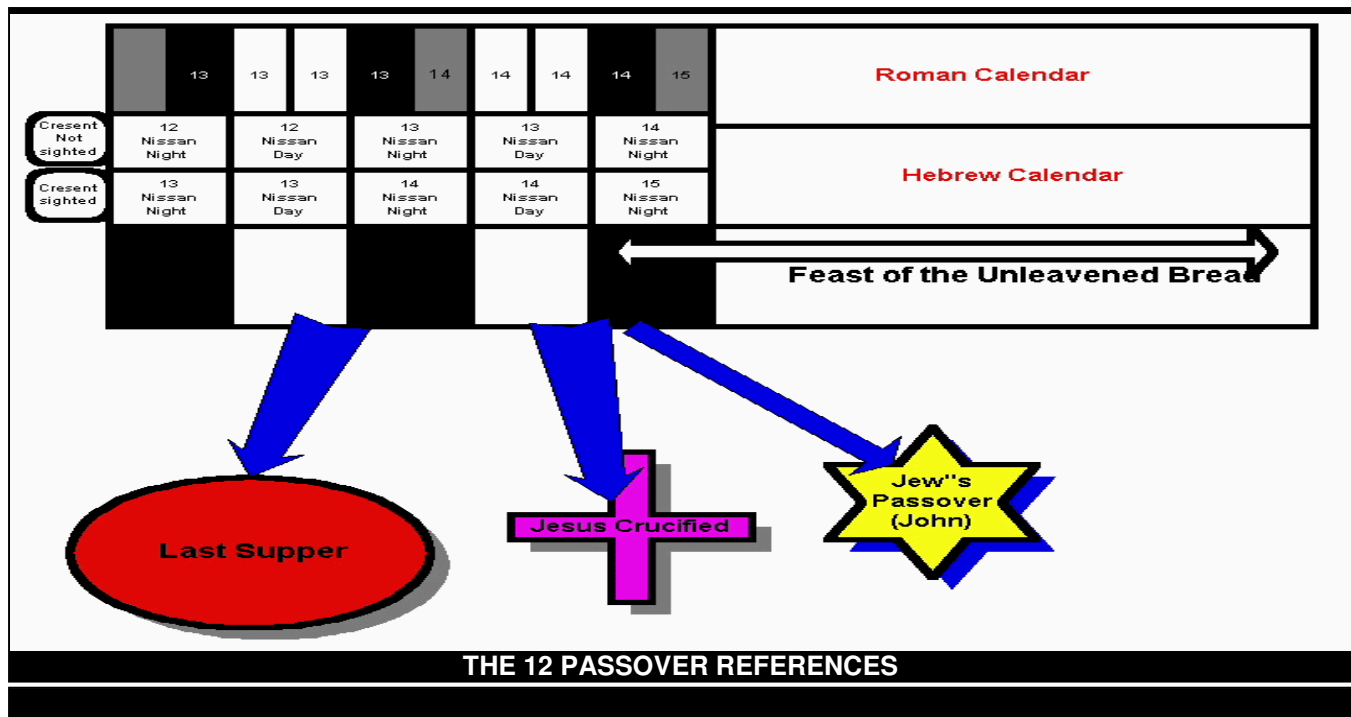 13 13 13 13 14 14 14 14 15
Roman Calendar
Cresent
Not
sighted
12
Nissan
Night
12
Nissan
Day
13
Nissan
Night
13
Nissan
Day
14
Nissan
Night
Hebrew Calendar
Cresent
sighted
13
Nissan
Night
13
Nissan
Day
14
Nissan
Night
14
Nissan
Day
15
Nissan
Night
Feast of the Unleavened Bread
Last Supper
Jesus Crucified
Jew"s
Passover
(John)
THE 12 PASSOVER REFERENCES